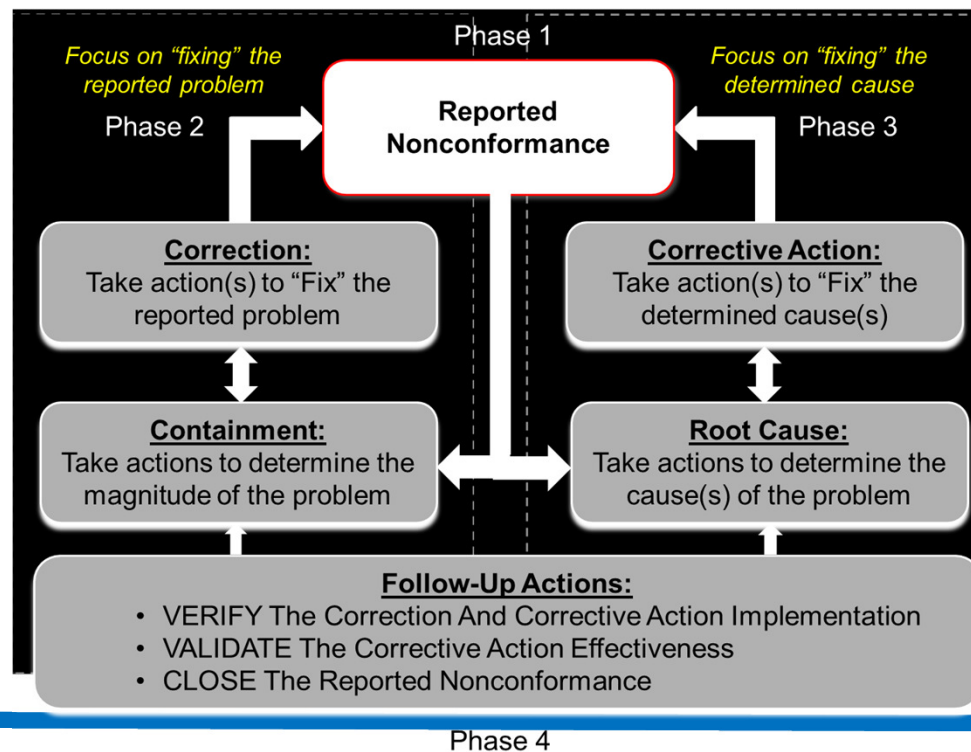 Phase 1
Focus on “fixing” the
reported problem
Phase 2
Focus on “fixing” the
determined cause
Phase 3
Reported
Nonconformance
Correction:
Take action(s) to “Fix” the
reported problem
Corrective Action:
Take action(s) to “Fix” the
determined cause(s)
Containment:
Take actions to determine the
magnitude of the problem
Root Cause:
Take actions to determine the
cause(s) of the problem
Follow-Up Actions:
• VERIFY The Correction And Corrective Action Implementation
• VALIDATE The Corrective Action Effectiveness
• CLOSE The Reported Nonconformance
Phase 4